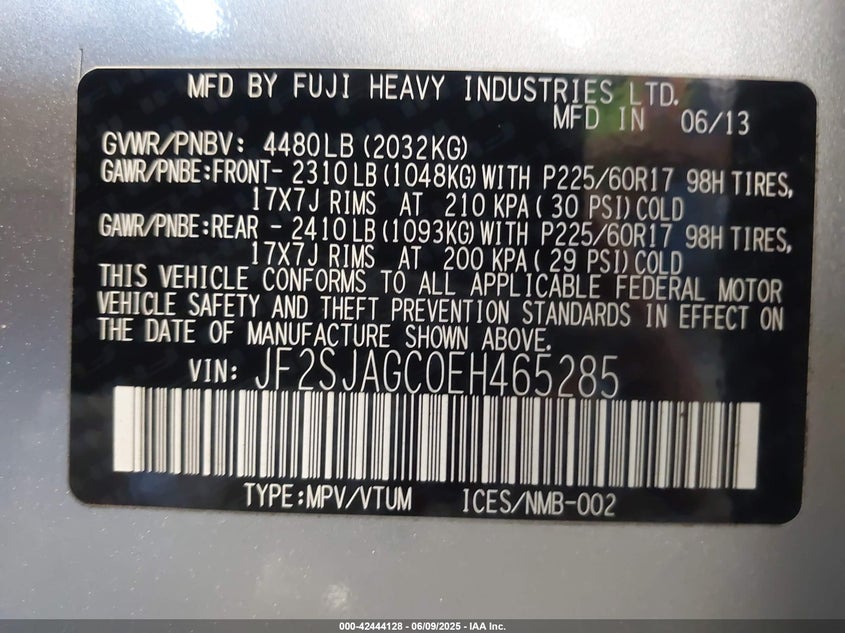 MFD BY FUJI HEAVY INDUSTRIES LTD.
MFD IN 06/13
GVWR/PNBV: 4480LB (2032KG)
GAWR/PNBE:FRONT- 2310LB (1048KG) WITH P225/60R17 98H TIRES,
17X7J RIMS AT 210 KPA ( 30 PSI) COLD
GAWR/PNBE:REAR - 2410LB (1093KG) WITH P225/60R17 98H TIRES,
17X7J RIMS AT 200 KPA ( 29 PSI) COLD
THIS VEHICLE CONFORMS TO ALL APPLICABLE FEDERAL MOTOR
VEHICLE SAFETY AND THEFT PREVENTION STANDARDS IN EFFECT ON
THE DATE OF MANUFACTURE SHOWN ABOVE.
VIN: JF2SJAGC0EH465285
TYPE:MPV/VTUM ICES/NMB-002
000-42444128 - 06/09/2025 - IAA Inc.